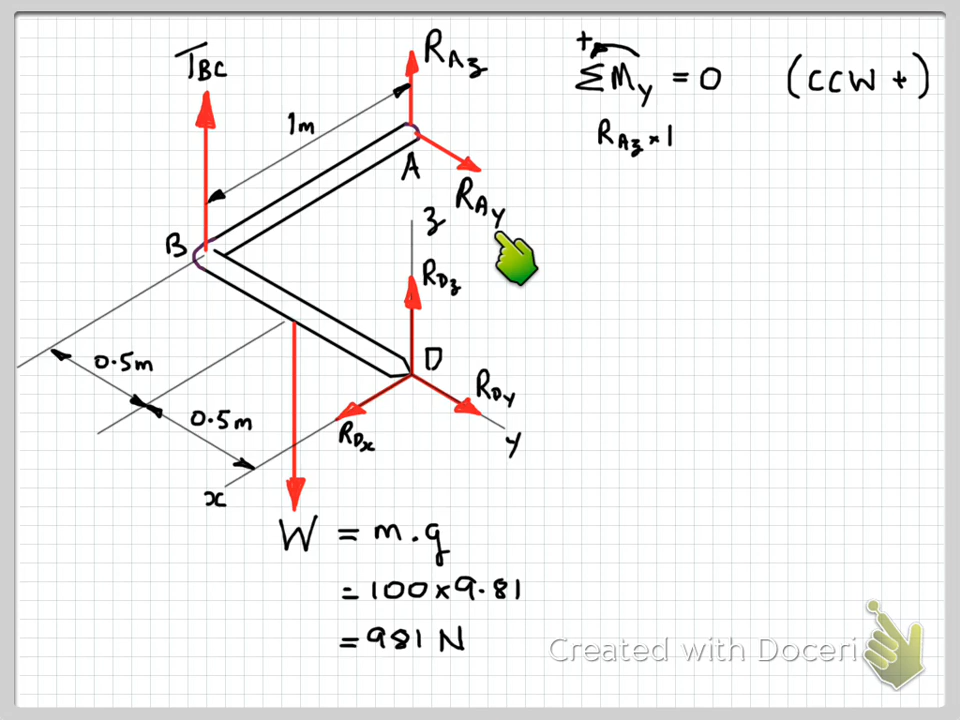 T_BC
R_Az
1m
A
R_Ay
B
z
R_Dz
D
0.5m
0.5m
R_Dy
R_Dx
y
x
W = m.g
= 100×9.81
= 981 N
+
ΣM_y = 0 (CCW +)
R_Az × 1
Created with Doceri